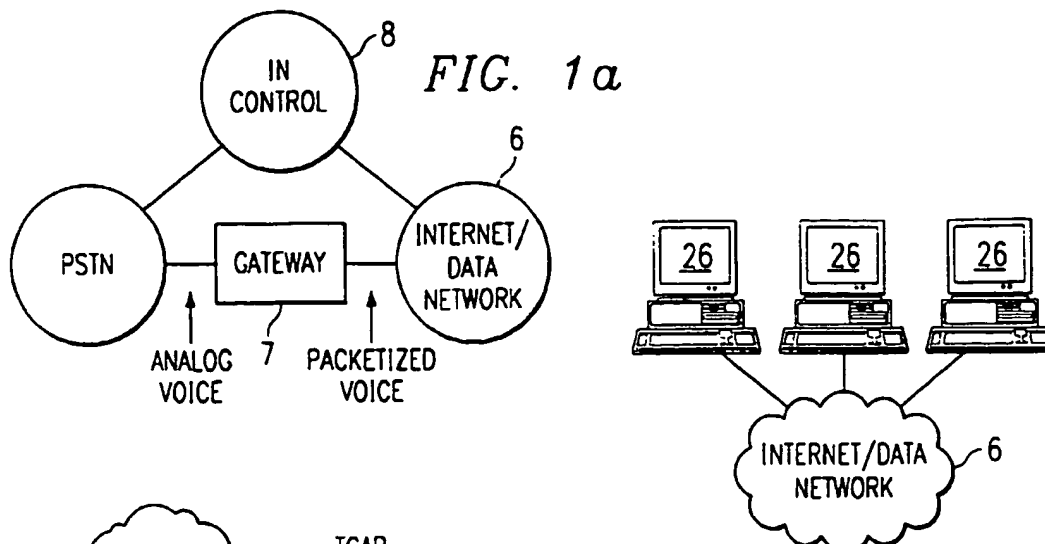 8
FIG. 1a
IN
CONTROL
6
PSTN
GATEWAY
INTERNET/
DATA
NETWORK
7
ANALOG
VOICE
PACKETIZED
VOICE
26
26
26
INTERNET/DATA
NETWORK
6